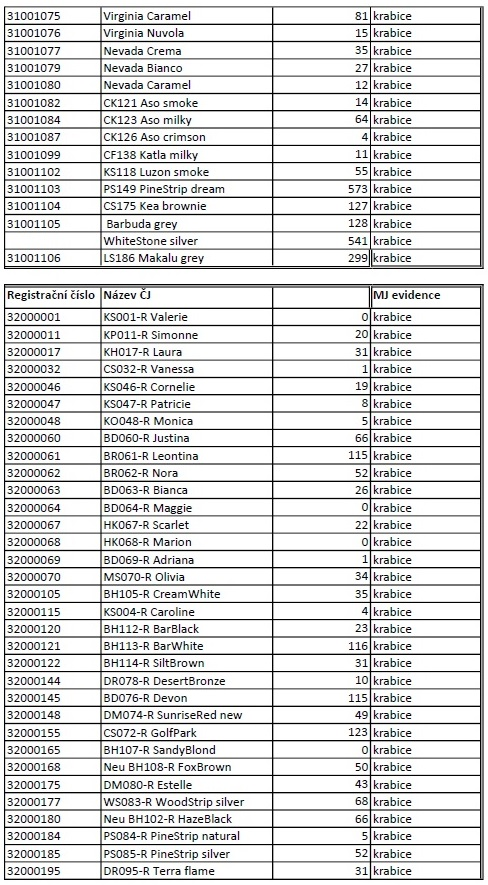 31001075 Virginia Caramel 81 krabice
31001076 Virginia Nuvola 15 krabice
31001077 Nevada Crema 35 krabice
31001079 Nevada Bianco 27 krabice
31001080 Nevada Caramel 12 krabice
31001082 CK121 Aso smoke 14 krabice
31001084 CK123 Aso milky 64 krabice
31001087 CK126 Aso crimson 4 krabice
31001099 CF138 Katla milky 11 krabice
31001102 KS118 Luzon smoke 55 krabice
31001103 PS149 PineStrip dream 573 krabice
31001104 CS175 Kea brownie 127 krabice
31001105 Barbuda grey 128 krabice
WhiteStone silver 541 krabice
31001106 LS186 Makalu grey 299 krabice
Registrační číslo Název ČJ MJ evidence
32000001 KS001-R Valerie 0 krabice
32000011 KP011-R Simonne 20 krabice
32000017 KH017-R Laura 31 krabice
32000032 CS032-R Vanessa 1 krabice
32000046 KS046-R Cornelie 19 krabice
32000047 KS047-R Patricie 8 krabice
32000048 KO048-R Monica 5 krabice
32000060 BD060-R Justina 66 krabice
32000061 BR061-R Leontina 115 krabice
32000062 BR062-R Nora 52 krabice
32000063 BD063-R Bianca 26 krabice
32000064 BD064-R Maggie 0 krabice
32000067 HK067-R Scarlet 22 krabice
32000068 HK068-R Marion 0 krabice
32000069 BD069-R Adriana 1 krabice
32000070 MS070-R Olivia 34 krabice
32000105 BH105-R CreamWhite 35 krabice
32000115 KS004-R Caroline 4 krabice
32000120 BH112-R BarBlack 23 krabice
32000121 BH113-R BarWhite 116 krabice
32000122 BH114-R SiltBrown 31 krabice
32000144 DR078-R DesertBronze 10 krabice
32000145 BD076-R Devon 115 krabice
32000148 DM074-R SunriseRed new 49 krabice
32000155 CS072-R GolfPark 123 krabice
32000165 BH107-R SandyBlond 0 krabice
32000168 Neu BH108-R FoxBrown 50 krabice
32000175 DM080-R Estelle 43 krabice
32000177 WS083-R WoodStrip silver 68 krabice
32000180 Neu BH102-R HazeBlack 66 krabice
32000184 PS084-R PineStrip natural 5 krabice
32000185 PS085-R PineStrip silver 52 krabice
32000195 DR095-R Terra flame 31 krabice